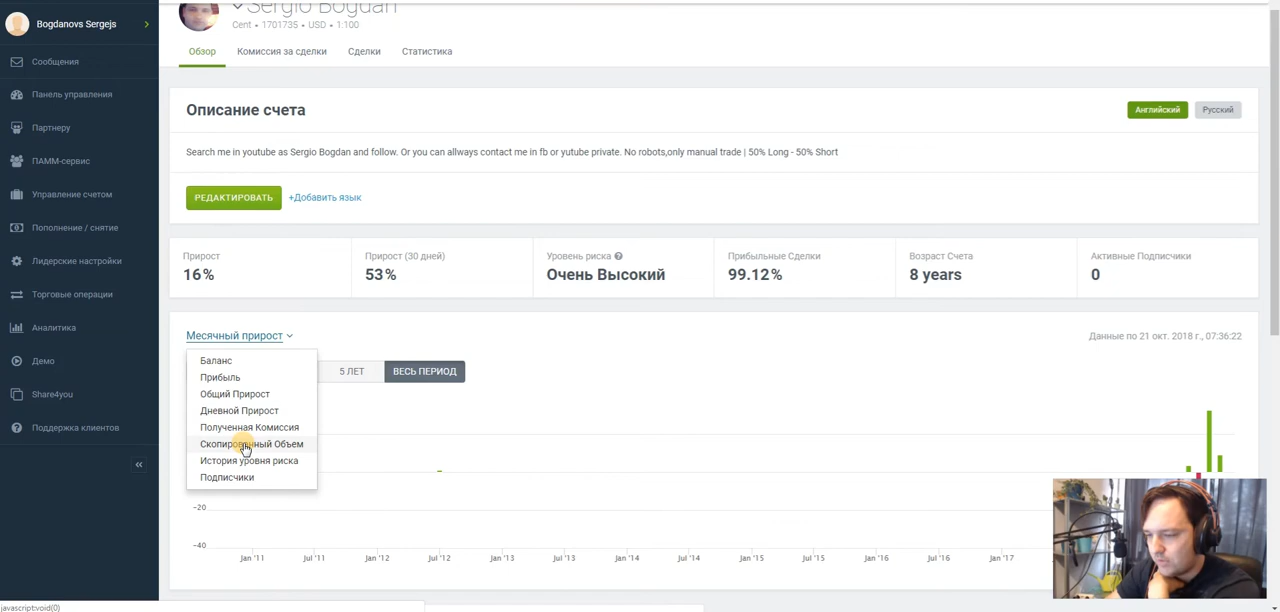 Bogdanovs Sergejs
Сообщения
Панель управления
Партнеру
ПАММ-сервис
Управление счетом
Пополнение / снятие
Лидерские настройки
Торговые операции
Аналитика
Демо
Share4you
Поддержка клиентов
Sergio Bogdan
Cent • 1701735 • USD • 1:100
Обзор Комиссия за сделки Сделки Статистика
Описание счета
Английский Русский
Search me in youtube as Sergio Bogdan and follow. Or you can allways contact me in fb or yutube private. No robots,only manual trade | 50% Long - 50% Short
РЕДАКТИРОВАТЬ +Добавить язык
Прирост
16%
Прирост (30 дней)
53%
Уровень риска
Очень Высокий
Прибыльные Сделки
99.12%
Возраст Счета
8 years
Активные Подписчики
0
Месячный прирост
Данные по 21 окт. 2018 г., 07:36:22
5 ЛЕТ ВЕСЬ ПЕРИОД
Баланс
Прибыль
Общий Прирост
Дневной Прирост
Полученная Комиссия
Скопированный Объем
История уровня риска
Подписчики
-20
-40
Jan '11 Jul '11 Jan '12 Jul '12 Jan '13 Jul '13 Jan '14 Jul '14 Jan '15 Jul '15 Jan '16 Jul '16 Jan '17
javascript:void(0)